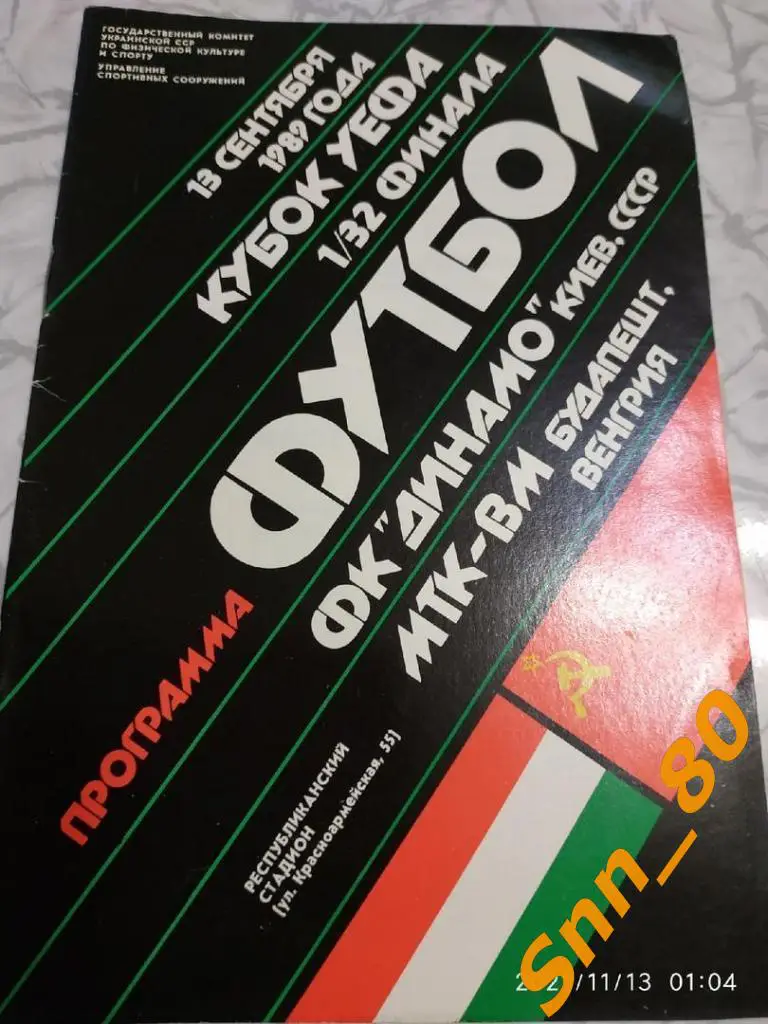 ГОСУДАРСТВЕННЫЙ КОМИТЕТ
УКРАИНСКОЙ ССР
ПО ФИЗИЧЕСКОЙ КУЛЬТУРЕ
И СПОРТУ
УПРАВЛЕНИЕ
СПОРТИВНЫХ СООРУЖЕНИЙ
13 СЕНТЯБРЯ
1989 ГОДА
КУБОК УЕФА
1/32 ФИНАЛА
ПРОГРАММА
ФУТБОЛ
ФК "ДИНАМО" КИЕВ, СССР
МТК-ВМ БУДАПЕШТ,
ВЕНГРИЯ
РЕСПУБЛИКАНСКИЙ
СТАДИОН
(ул. Красноармейская, 55)
Snn_80
/11/13 01:04